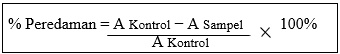 % Peredaman = A Kontrol – A Sampel × 100%
A Kontrol